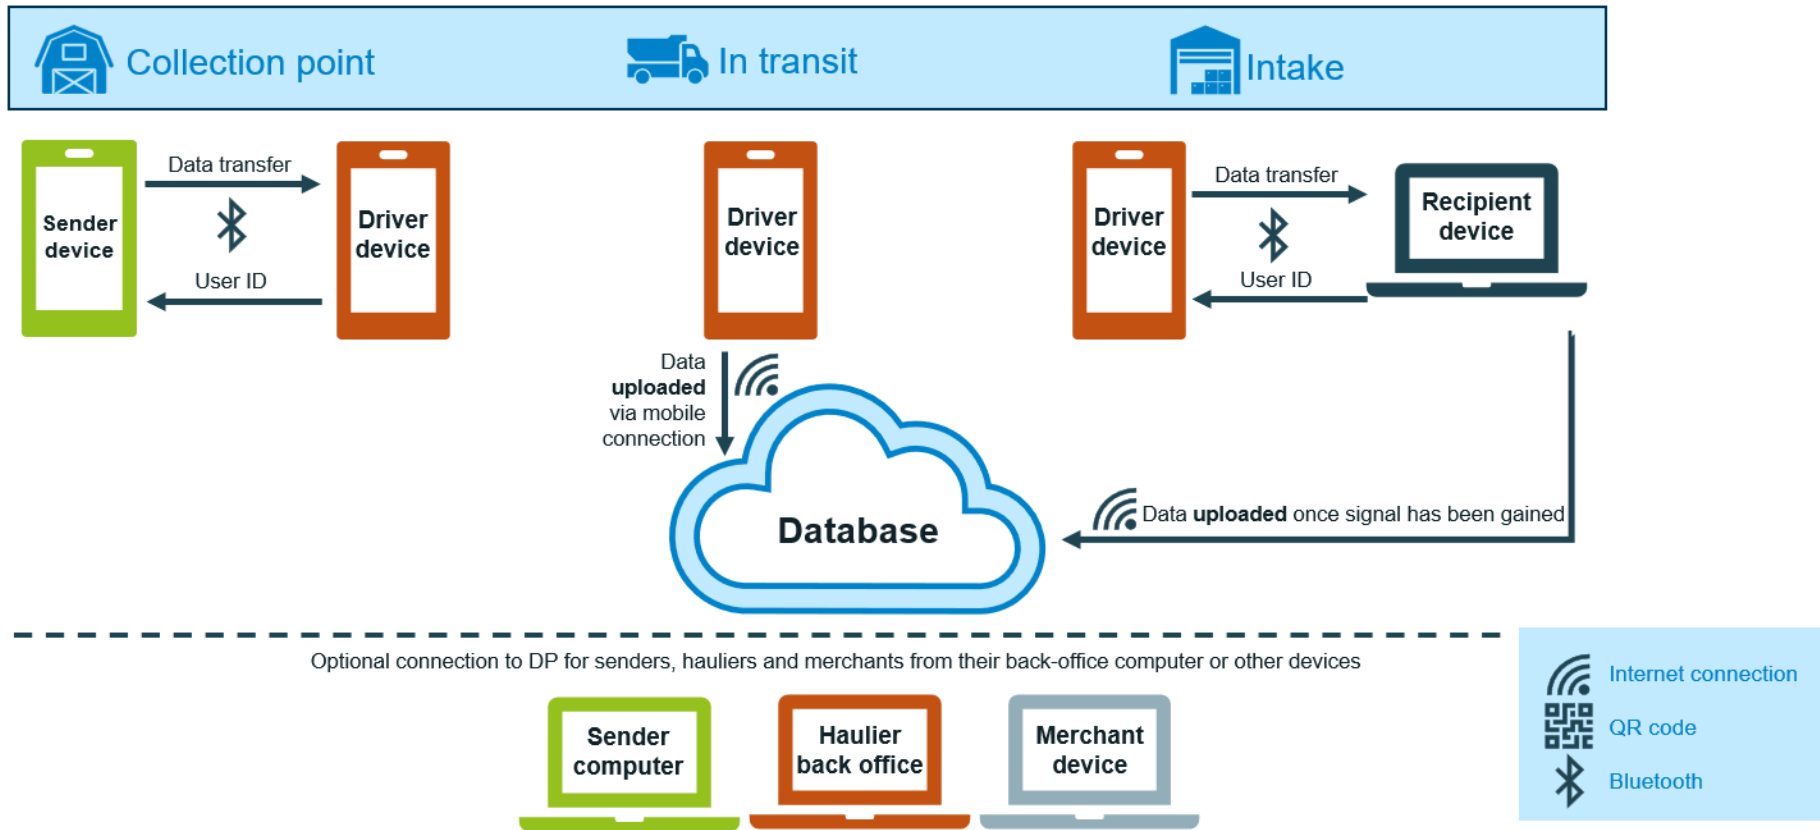 Collection point
In transit
Intake
Data transfer
User ID
Sender
device
Driver
device
Driver
device
Driver
device
Data transfer
User ID
Recipient
device
Data
uploaded
via mobile
connection
Database
Data uploaded once signal has been gained
Optional connection to DP for senders, hauliers and merchants from their back-office computer or other devices
Sender
computer
Haulier
back office
Merchant
device
Internet connection
QR code
Bluetooth